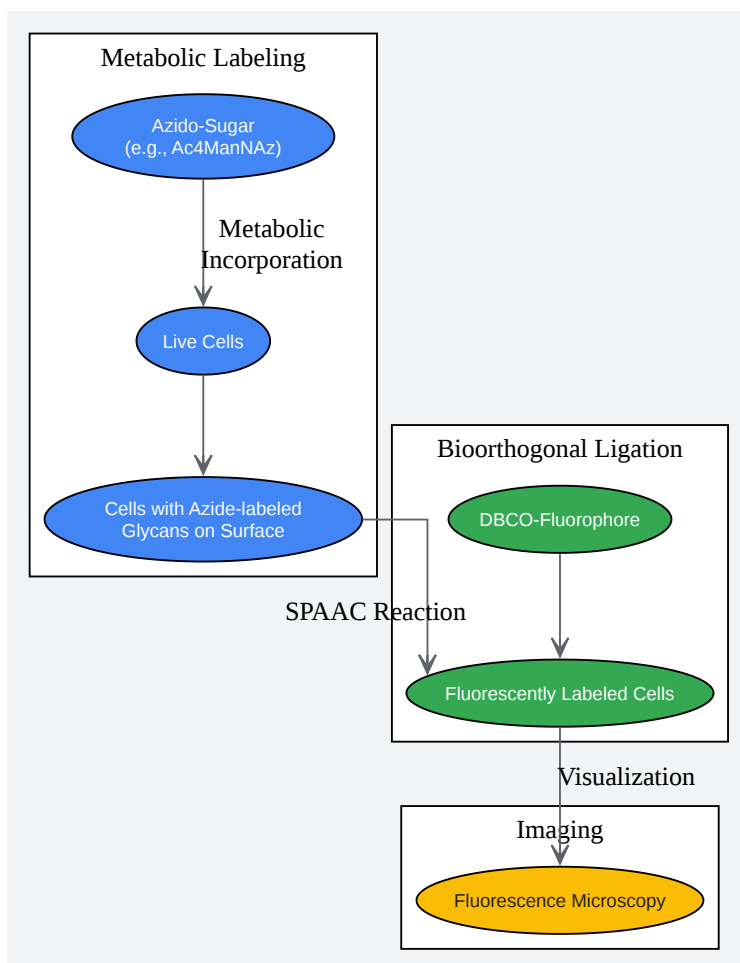 Metabolic Labeling
Azido-Sugar
(e.g., Ac4ManNAz)
Metabolic
Incorporation
Live Cells
Cells with Azide-labeled
Glycans on Surface
Bioorthogonal Ligation
DBCO-Fluorophore
SPAAC Reaction
Fluorescently Labeled Cells
Visualization
Imaging
Fluorescence Microscopy